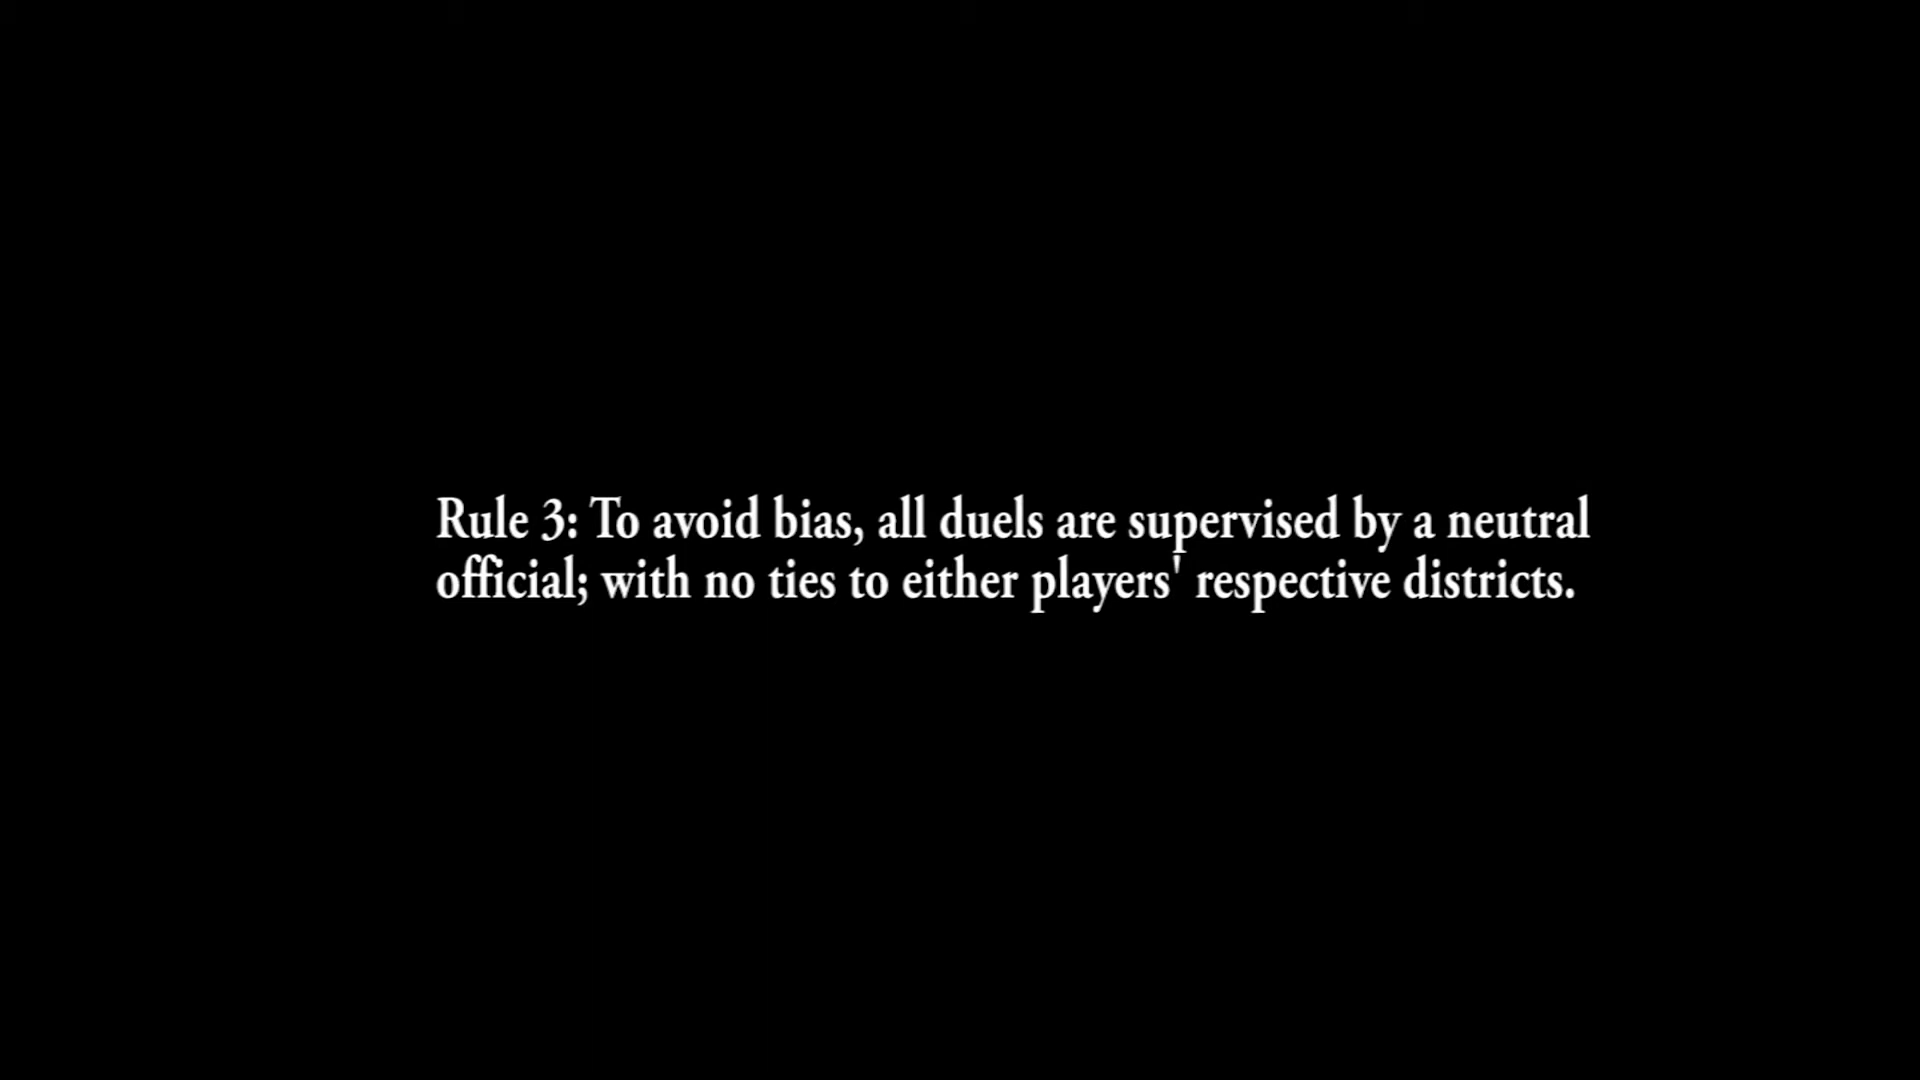 Rule 3: To avoid bias, all duels are supervised by a neutral
official; with no ties to either players' respective districts.